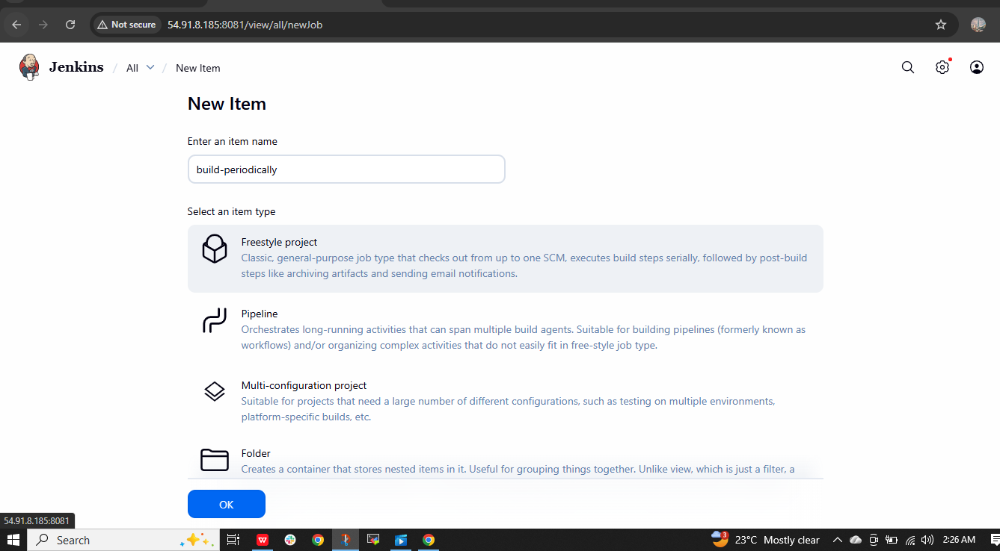 Not secure 54.91.8.185:8081/view/all/newJob
Jenkins / All / New Item
New Item
Enter an item name
build-periodically
Select an item type
Freestyle project
Classic, general-purpose job type that checks out from up to one SCM, executes build steps serially, followed by post-build
steps like archiving artifacts and sending email notifications.
Pipeline
Orchestrates long-running activities that can span multiple build agents. Suitable for building pipelines (formerly known as
workflows) and/or organizing complex activities that do not easily fit in free-style job type.
Multi-configuration project
Suitable for projects that need a large number of different configurations, such as testing on multiple environments,
platform-specific builds, etc.
Folder
Creates a container that stores nested items in it. Useful for grouping things together. Unlike view, which is just a filter, a
OK
54.91.8.185:8081
Search 3 23°C Mostly clear 2:26 AM